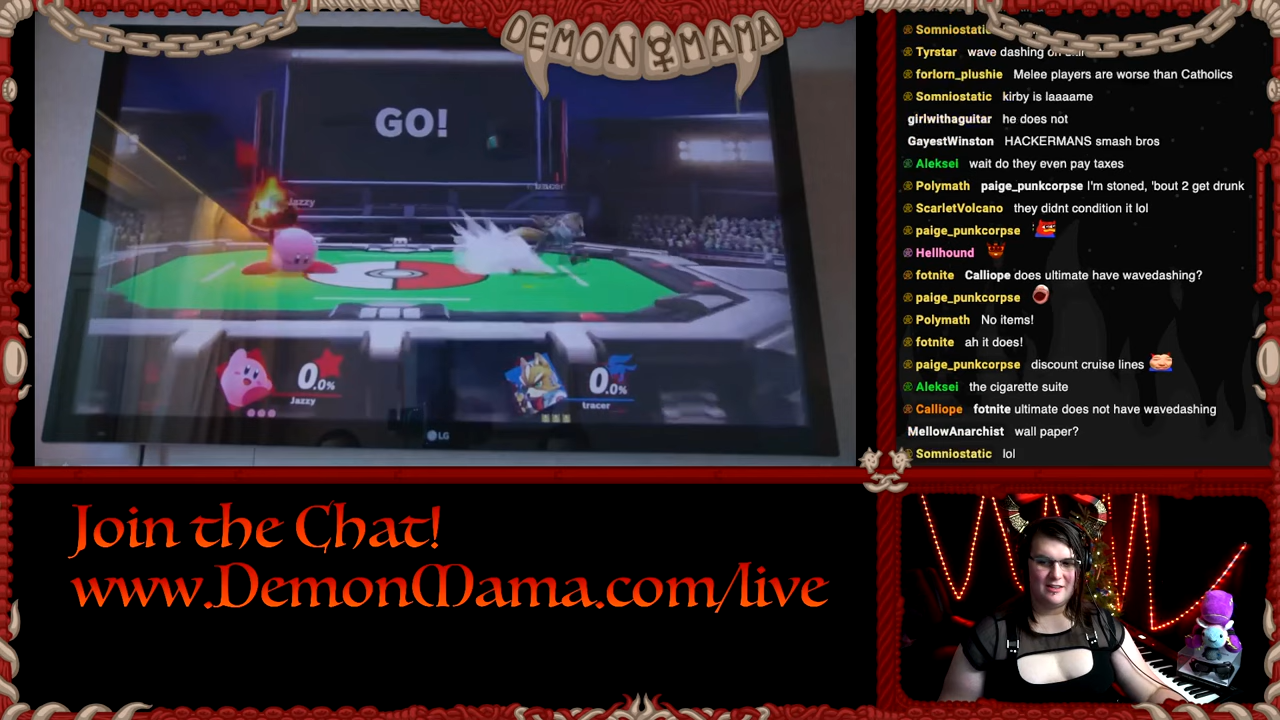 DEMON MAMA
GO!
Jazzy
tracer
0.0%
Jazzy
0.0%
tracer
LG
Somniostatic
Tyrstar wave dashing on
forlorn_plushie Melee players are worse than Catholics
Somniostatic kirby is laaaame
girlwithaguitar he does not
GayestWinston HACKERMANS smash bros
Aleksei wait do they even pay taxes
Polymath paige_punkcorpse I'm stoned, 'bout 2 get drunk
ScarletVolcano they didnt condition it lol
paige_punkcorpse
Hellhound
fotnite Calliope does ultimate have wavedashing?
paige_punkcorpse
Polymath No items!
fotnite ah it does!
paige_punkcorpse discount cruise lines
Aleksei the cigarette suite
Calliope fotnite ultimate does not have wavedashing
MellowAnarchist wall paper?
Somniostatic lol
Join the Chat!
www.DemonMama.com/live